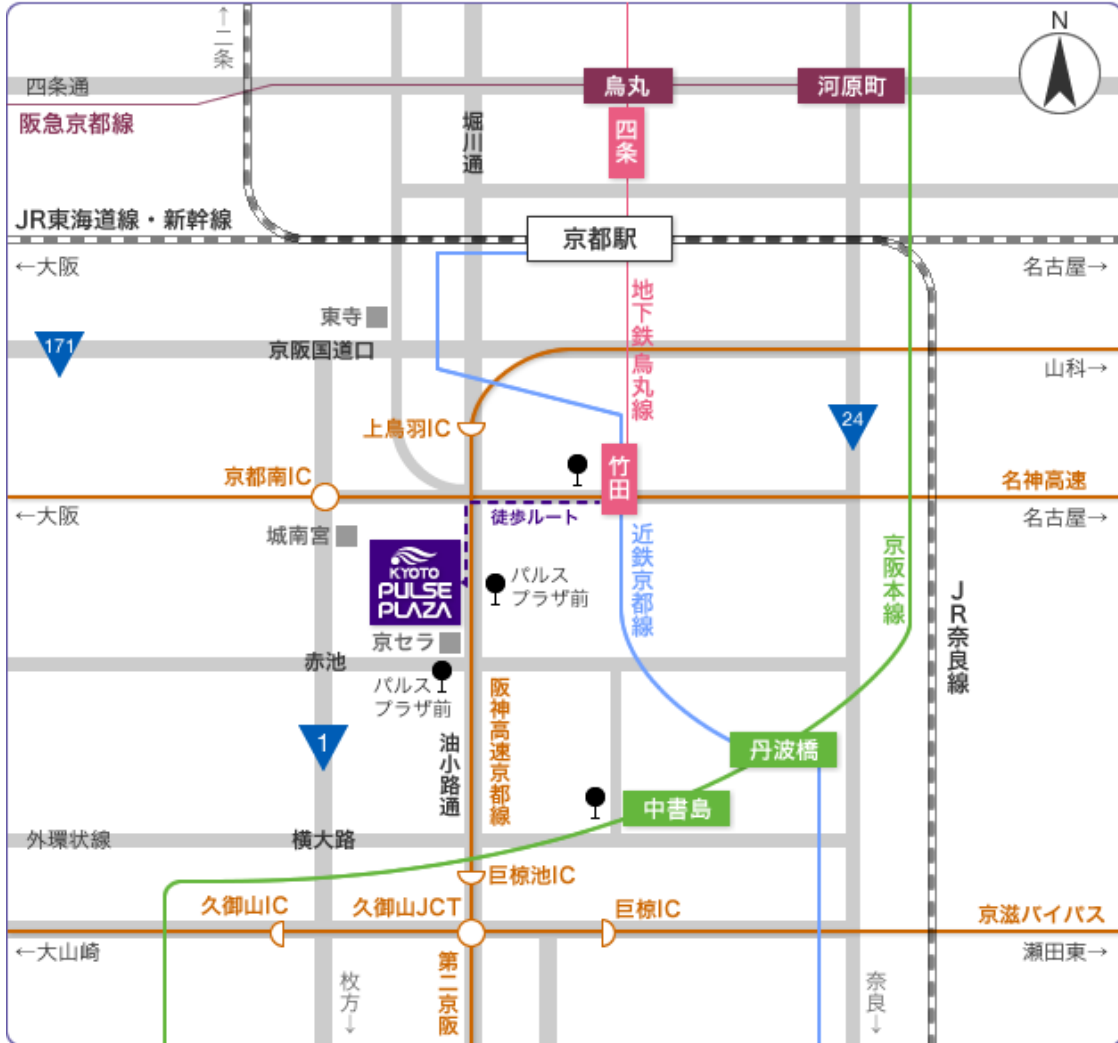 ↑二条
N
四条通
烏丸
河原町
阪急京都線
堀川通
四条
JR東海道線・新幹線
京都駅
←大阪
名古屋→
地下鉄烏丸線
東寺
171
京阪国道口
山科→
24
上鳥羽IC
竹田
京都南IC
名神高速
←大阪
徒歩ルート
名古屋→
城南宮
近鉄京都線
京阪本線
KYOTO
PULSE
PLAZA
パルス
プラザ前
JR奈良線
京セラ
赤池
パルス
プラザ前
阪神高速京都線
1
油小路通
丹波橋
中書島
外環状線
横大路
巨椋池IC
久御山IC
久御山JCT
巨椋IC
京滋バイパス
←大山崎
瀬田東→
第二京阪
枚方↓
奈良↓